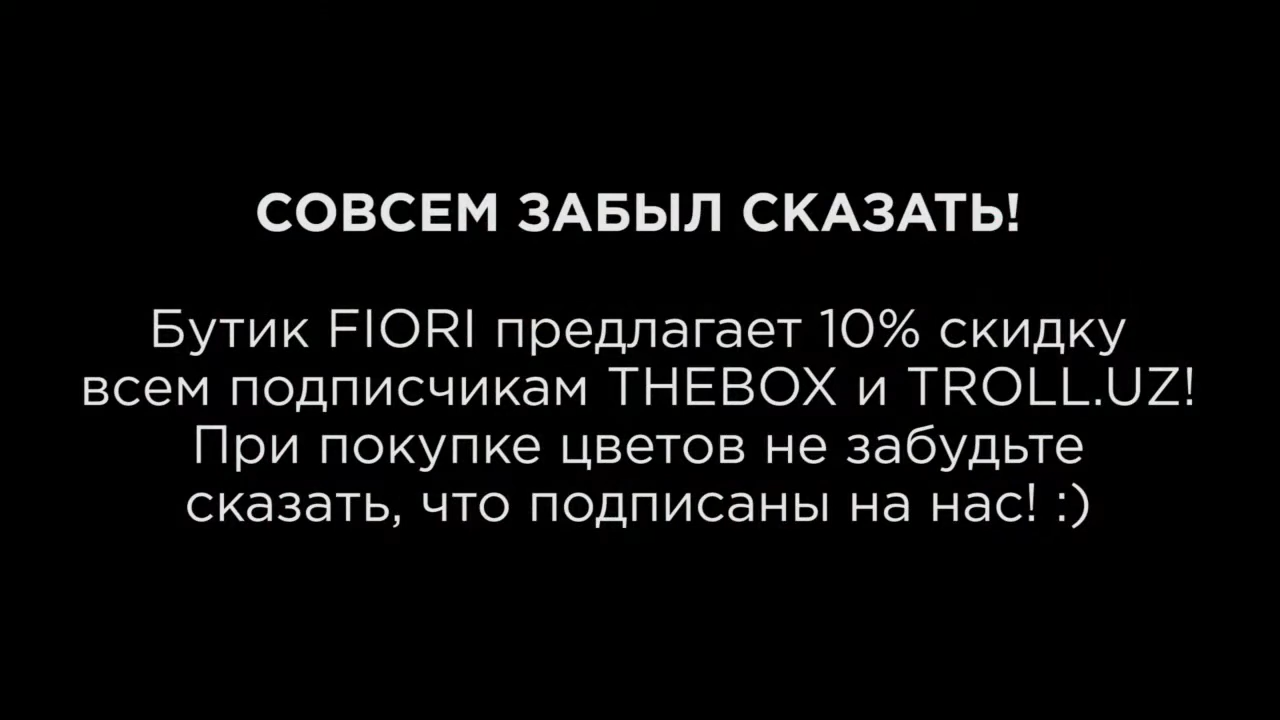 СОВСЕМ ЗАБЫЛ СКАЗАТЬ!
Бутик FIORI предлагает 10% скидку
всем подписчикам THEBOX и TROLL.UZ!
При покупке цветов не забудьте
сказать, что подписаны на нас! :)